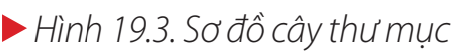 Hình 19.3. Sơ đồ cây thư mục